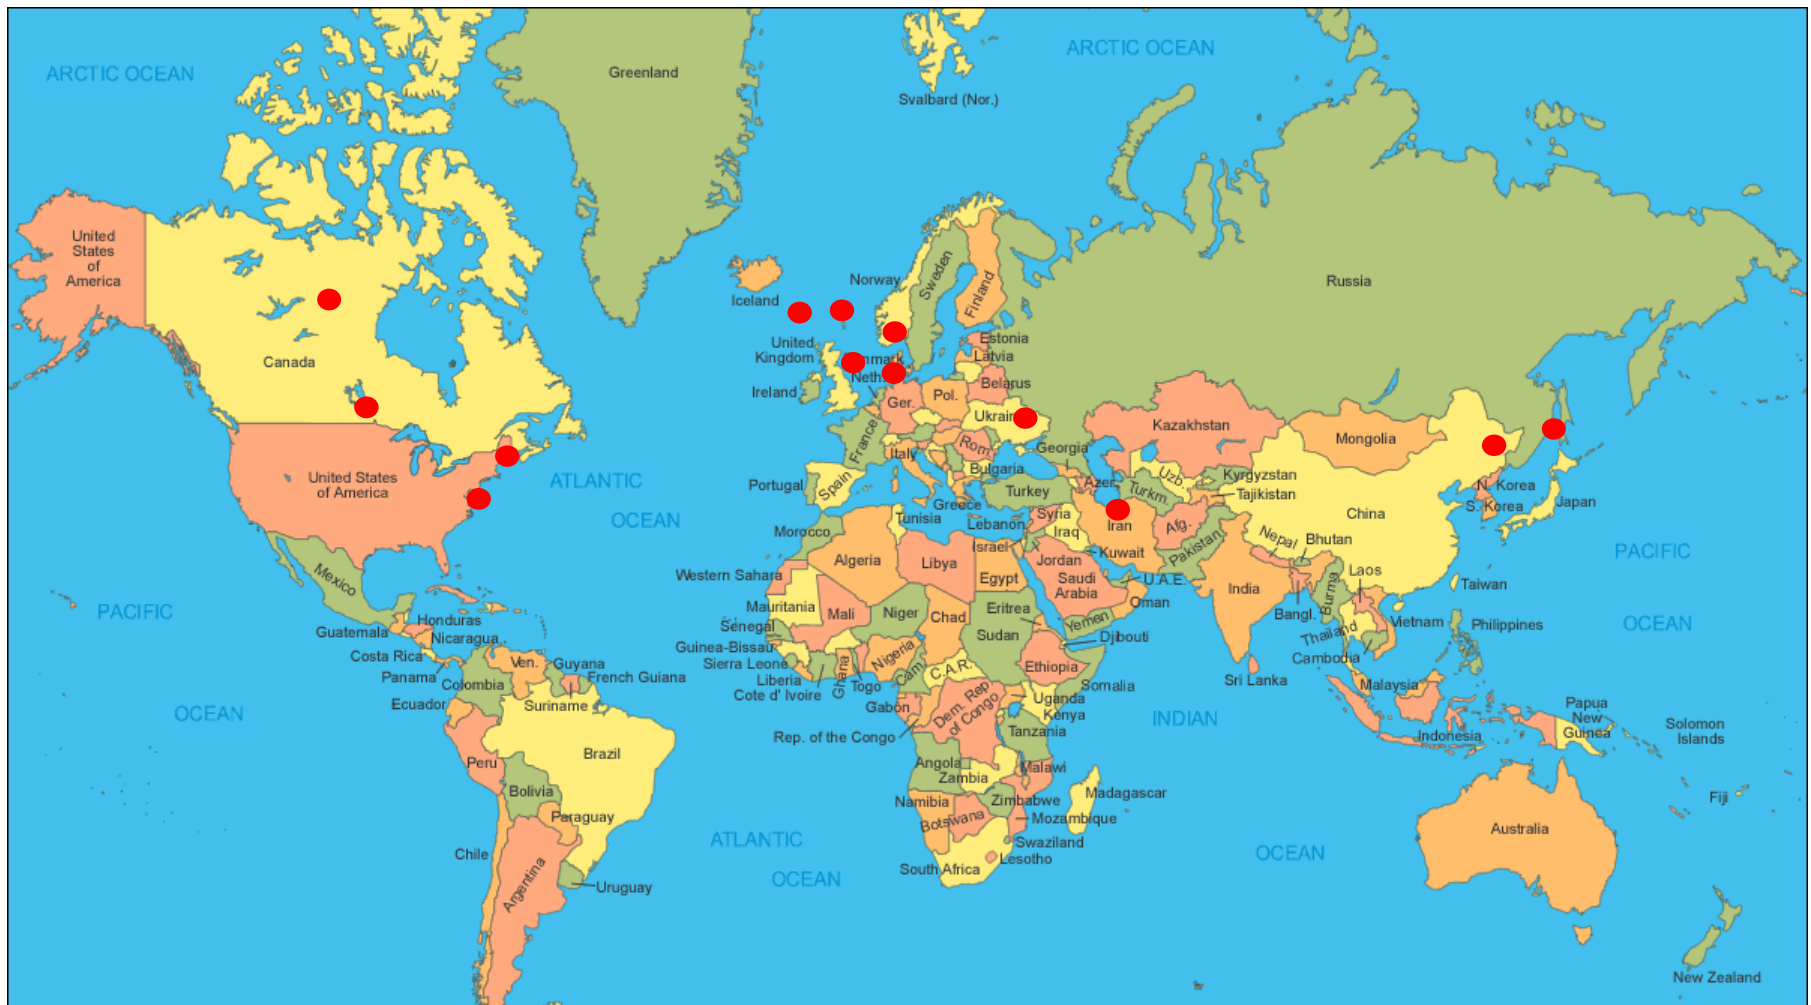 ARCTIC OCEAN
Greenland
Svalbard (Nor.)
ARCTIC OCEAN
United
States
of
America
Canada
Iceland
Norway
Sweden
Finland
Russia
United
Kingdom
Ireland
nmark
Neth.
Estonia
Latvia
Belarus
Pol.
Ger.
Ukrai
France
Rom.
Italy
Bulgaria
Georgia
Kazakhstan
Mongolia
United States
of America
ATLANTIC
OCEAN
Portugal
Spain
Greece
Turkey
Azer.
Uzb.
Turkm.
Kyrgyzstan
Tajikistan
China
N. Korea
S. Korea
Japan
Morocco
Tunisia
Lebanon
Israel
Syria
Iraq
Iran
Afg.
Pakistan
Nepal
Bhutan
Kuwait
Jordan
Algeria
Libya
Egypt
Saudi
Arabia
U.A.E.
Oman
Yemen
India
Bangl.
Burma
Laos
Taiwan
PACIFIC
OCEAN
Mexico
PACIFIC
OCEAN
Western Sahara
Mauritania
Mali
Niger
Chad
Sudan
Eritrea
Djibouti
Senegal
Guinea-Bissau
Sierra Leone
Liberia
Cote d' Ivoire
Ghana
Togo
Nigeria
Cam.
C.A.R.
Ethiopia
Somalia
Thailand
Vietnam
Cambodia
Philippines
Sri Lanka
Malaysia
Guatemala
Honduras
Nicaragua
Costa Rica
Panama
Ven.
Guyana
French Guiana
Suriname
Colombia
Ecuador
Gabon
Rep. of the Congo
Dem. Rep.
of Congo
Uganda
Kenya
Tanzania
INDIAN
OCEAN
Indonesia
Papua
New
Guinea
Solomon
Islands
Peru
Brazil
Bolivia
Paraguay
Chile
Argentina
Uruguay
ATLANTIC
OCEAN
Angola
Zambia
Malawi
Namibia
Botswana
Zimbabwe
Mozambique
Madagascar
Swaziland
Lesotho
South Africa
Australia
Fiji
New Zealand